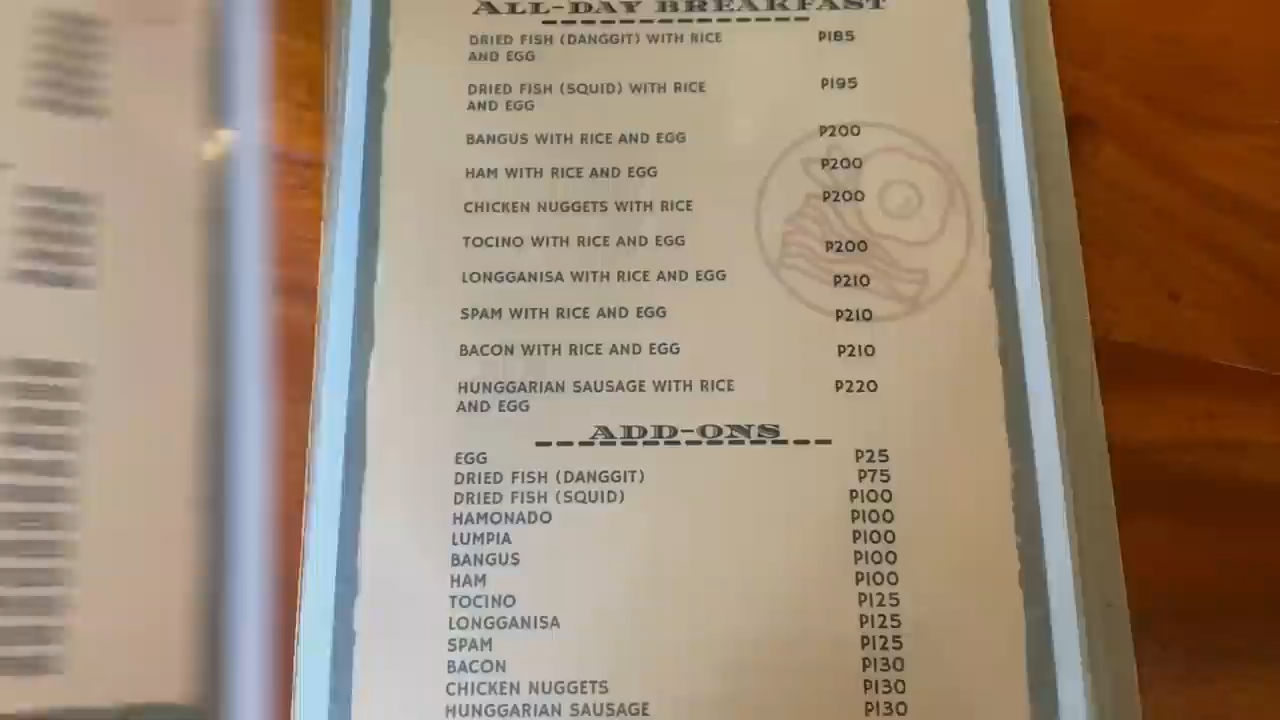 ALL-DAY BREAKFAST
DRIED FISH (DANGGIT) WITH RICE P185
AND EGG
DRIED FISH (SQUID) WITH RICE P195
AND EGG
BANGUS WITH RICE AND EGG P200
HAM WITH RICE AND EGG P200
CHICKEN NUGGETS WITH RICE P200
TOCINO WITH RICE AND EGG P200
LONGGANISA WITH RICE AND EGG P210
SPAM WITH RICE AND EGG P210
BACON WITH RICE AND EGG P210
HUNGGARIAN SAUSAGE WITH RICE P220
AND EGG
ADD-ONS
EGG P25
DRIED FISH (DANGGIT) P75
DRIED FISH (SQUID) P100
HAMONADO P100
LUMPIA P100
BANGUS P100
HAM P100
TOCINO P125
LONGGANISA P125
SPAM P125
BACON P130
CHICKEN NUGGETS P130
HUNGGARIAN SAUSAGE P130